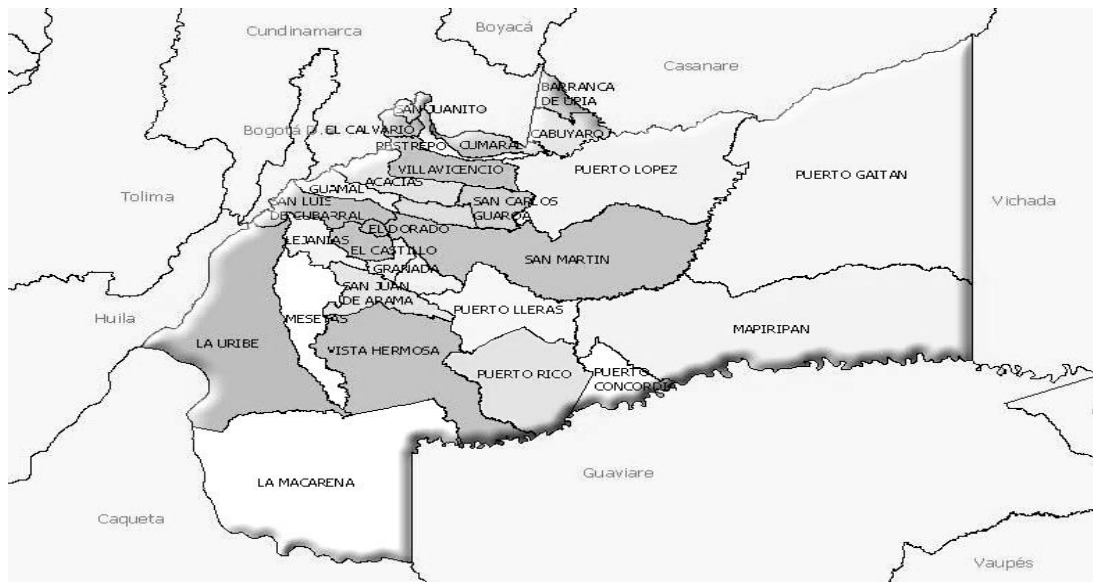 Boyacá
Cundinamarca
Casanare
BARRANCA
DE UPIA
SAN JUANITO
Bogotá D.
EL CALVARIO
CABUYARO
RESTREPO
CUMARAL
VILLAVICENCIO
PUERTO LOPEZ
PUERTO GAITAN
ACACIAS
GUAMAL
Tolima
Vichada
SAN LUIS
DE CUBARRAL
SAN CARLOS
GUAROA
EL DORADO
LEJANIAS
EL CASTILLO
SAN MARTIN
GRANADA
SAN JUAN
DE ARAMA
PUERTO LLERAS
Huila
MESETAS
MAPIRIPAN
LA URIBE
VISTA HERMOSA
PUERTO RICO
PUERTO
CONCORDIA
Guaviare
LA MACARENA
Caqueta
Vaupés